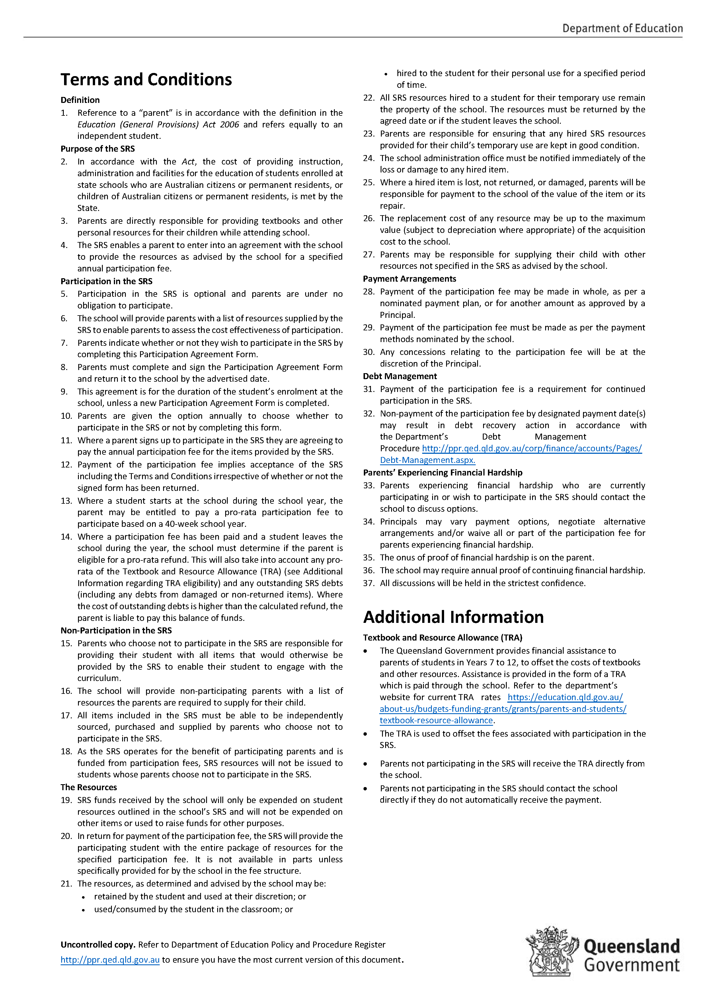 Department of Education
Terms and Conditions
Definition
1. Reference to a “parent” is in accordance with the definition in the
Education (General Provisions) Act 2006 and refers equally to an
independent student.
Purpose of the SRS
2. In accordance with the Act, the cost of providing instruction,
administration and facilities for the education of students enrolled at
state schools who are Australian citizens or permanent residents, or
children of Australian citizens or permanent residents, is met by the
State.
3. Parents are directly responsible for providing textbooks and other
personal resources for their children while attending school.
4. The SRS enables a parent to enter into an agreement with the school
to provide the resources as advised by the school for a specified
annual participation fee.
Participation in the SRS
5. Participation in the SRS is optional and parents are under no
obligation to participate.
6. The school will provide parents with a list of resources supplied by the
SRS to enable parents to assess the cost effectiveness of participation.
7. Parents indicate whether or not they wish to participate in the SRS by
completing this Participation Agreement Form.
8. Parents must complete and sign the Participation Agreement Form
and return it to the school by the advertised date.
9. This agreement is for the duration of the student’s enrolment at the
school, unless a new Participation Agreement Form is completed.
10. Parents are given the option annually to choose whether to
participate in the SRS or not by completing this form.
11. Where a parent signs up to participate in the SRS they are agreeing to
pay the annual participation fee for the items provided by the SRS.
12. Payment of the participation fee implies acceptance of the SRS
including the Terms and Conditions irrespective of whether or not the
signed form has been returned.
13. Where a student starts at the school during the school year, the
parent may be entitled to pay a pro-rata participation fee to
participate based on a 40-week school year.
14. Where a participation fee has been paid and a student leaves the
school during the year, the school must determine if the parent is
eligible for a pro-rata refund. This will also take into account any pro-
rata of the Textbook and Resource Allowance (TRA) (see Additional
Information regarding TRA eligibility) and any outstanding SRS debts
(including any debts from damaged or non-returned items). Where
the cost of outstanding debts is higher than the calculated refund, the
parent is liable to pay this balance of funds.
Non-Participation in the SRS
15. Parents who choose not to participate in the SRS are responsible for
providing their student with all items that would otherwise be
provided by the SRS to enable their student to engage with the
curriculum.
16. The school will provide non-participating parents with a list of
resources the parents are required to supply for their child.
17. All items included in the SRS must be able to be independently
sourced, purchased and supplied by parents who choose not to
participate in the SRS.
18. As the SRS operates for the benefit of participating parents and is
funded from participation fees, SRS resources will not be issued to
students whose parents choose not to participate in the SRS.
The Resources
19. SRS funds received by the school will only be expended on student
resources outlined in the school’s SRS and will not be expended on
other items or used to raise funds for other purposes.
20. In return for payment of the participation fee, the SRS will provide the
participating student with the entire package of resources for the
specified participation fee. It is not available in parts unless
specifically provided for by the school in the fee structure.
21. The resources, as determined and advised by the school may be:
• retained by the student and used at their discretion; or
• used/consumed by the student in the classroom; or
• hired to the student for their personal use for a specified period
of time.
22. All SRS resources hired to a student for their temporary use remain
the property of the school. The resources must be returned by the
agreed date or if the student leaves the school.
23. Parents are responsible for ensuring that any hired SRS resources
provided for their child’s temporary use are kept in good condition.
24. The school administration office must be notified immediately of the
loss or damage to any hired item.
25. Where a hired item is lost, not returned, or damaged, parents will be
responsible for payment to the school of the value of the item or its
repair.
26. The replacement cost of any resource may be up to the maximum
value (subject to depreciation where appropriate) of the acquisition
cost to the school.
27. Parents may be responsible for supplying their child with other
resources not specified in the SRS as advised by the school.
Payment Arrangements
28. Payment of the participation fee may be made in whole, as per a
nominated payment plan, or for another amount as approved by a
Principal.
29. Payment of the participation fee must be made as per the payment
methods nominated by the school.
30. Any concessions relating to the participation fee will be at the
discretion of the Principal.
Debt Management
31. Payment of the participation fee is a requirement for continued
participation in the SRS.
32. Non-payment of the participation fee by designated payment date(s)
may result in debt recovery action in accordance with
the Department’s Debt Management
Procedure http://ppr.qed.qld.gov.au/corp/finance/accounts/Pages/
Debt-Management.aspx.
Parents’ Experiencing Financial Hardship
33. Parents experiencing financial hardship who are currently
participating in or wish to participate in the SRS should contact the
school to discuss options.
34. Principals may vary payment options, negotiate alternative
arrangements and/or waive all or part of the participation fee for
parents experiencing financial hardship.
35. The onus of proof of financial hardship is on the parent.
36. The school may require annual proof of continuing financial hardship.
37. All discussions will be held in the strictest confidence.
Additional Information
Textbook and Resource Allowance (TRA)
• The Queensland Government provides financial assistance to
parents of students in Years 7 to 12, to offset the costs of textbooks
and other resources. Assistance is provided in the form of a TRA
which is paid through the school. Refer to the department’s
website for current TRA rates https://education.qld.gov.au/
about-us/budgets-funding-grants/grants/parents-and-students/
textbook-resource-allowance.
• The TRA is used to offset the fees associated with participation in the
SRS.
• Parents not participating in the SRS will receive the TRA directly from
the school.
• Parents not participating in the SRS should contact the school
directly if they do not automatically receive the payment.
Uncontrolled copy. Refer to Department of Education Policy and Procedure Register
http://ppr.qed.qld.gov.au to ensure you have the most current version of this document.
Queensland
Government